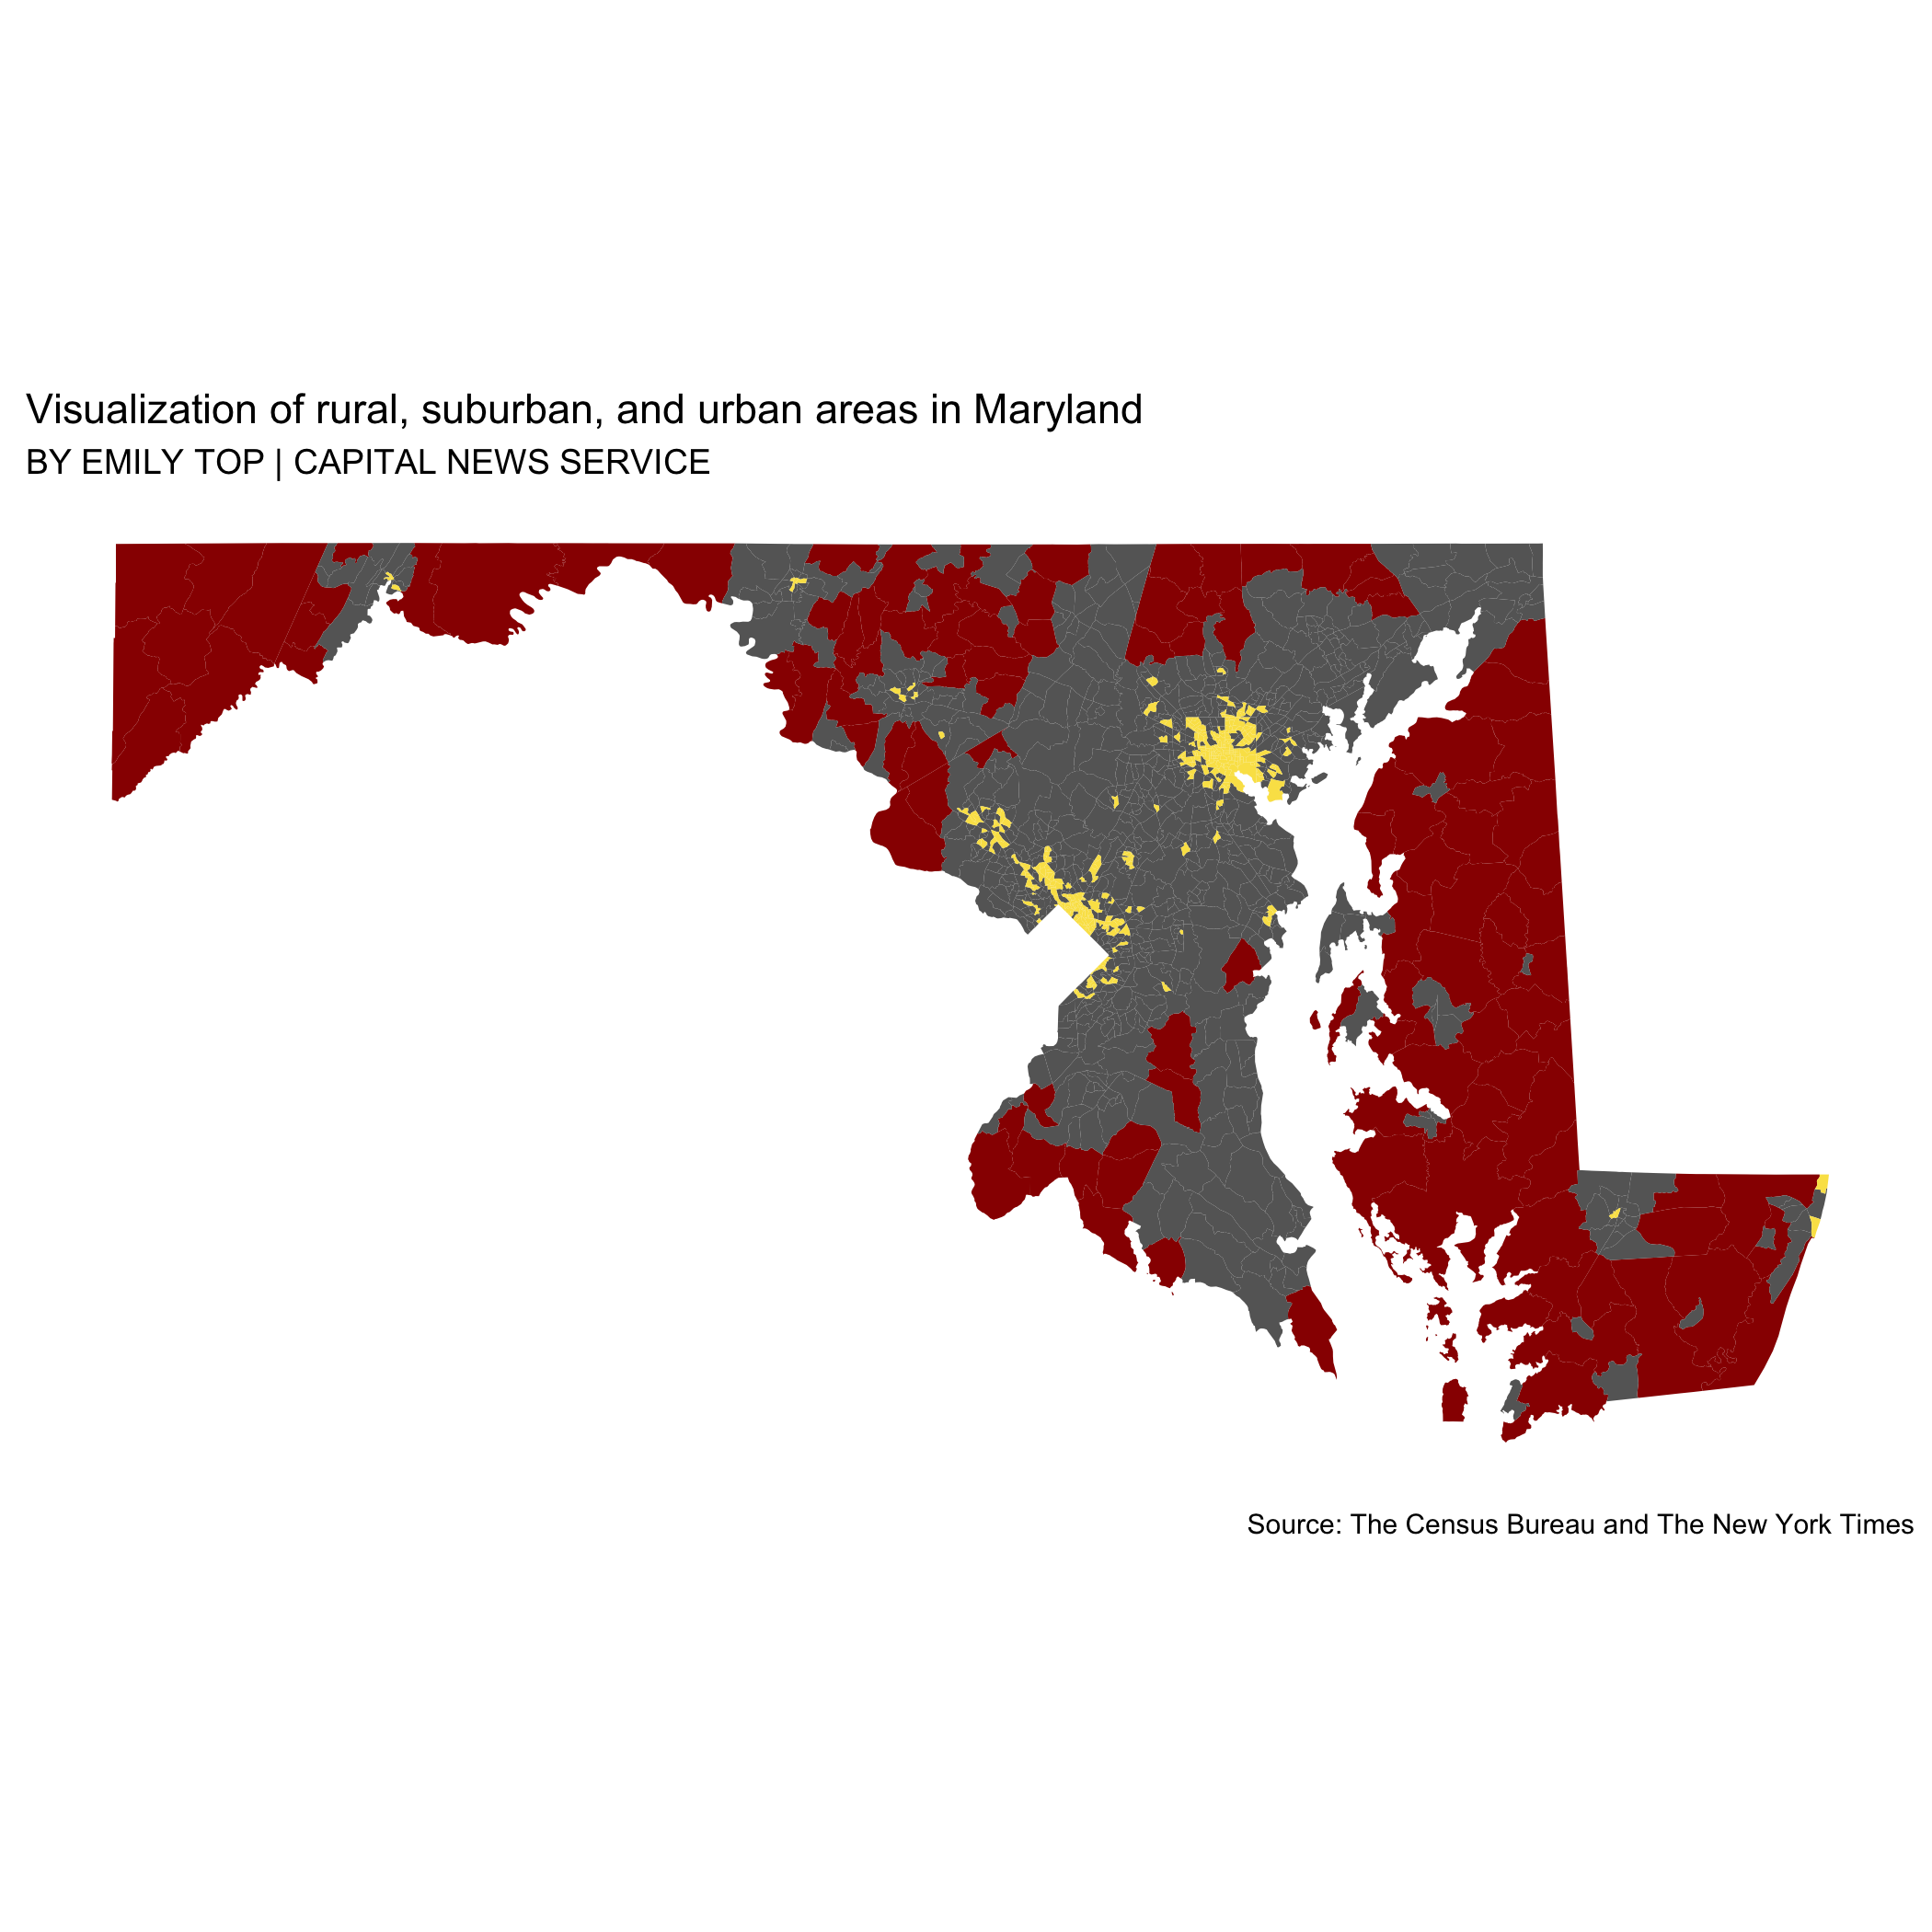 Visualization of rural, suburban, and urban areas in Maryland
BY EMILY TOP | CAPITAL NEWS SERVICE
Source: The Census Bureau and The New York Times